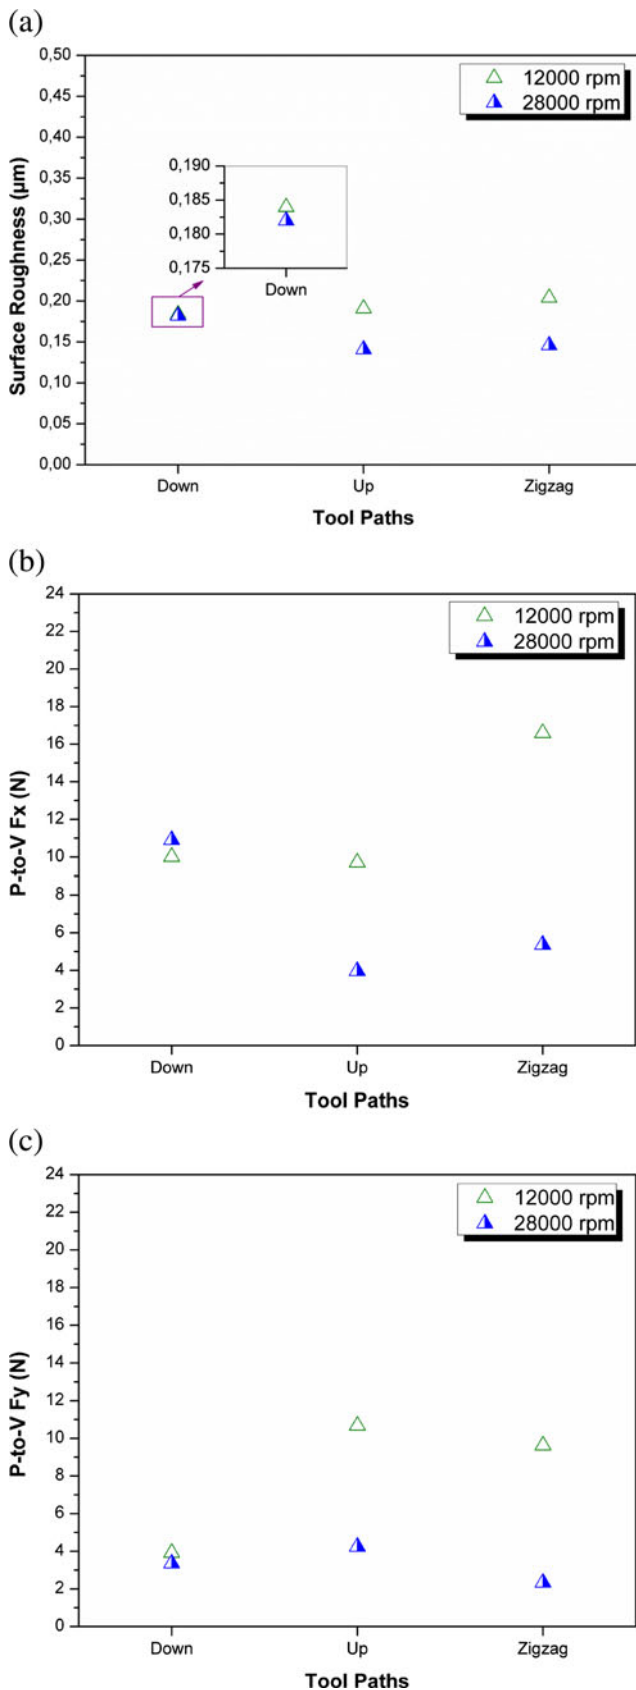 (a)
0,50
0,45
0,40
0,35
0,30
0,25
0,20
0,15
0,10
0,05
0,00
Surface Roughness (µm)
12000 rpm
28000 rpm
0,190
0,185
0,180
0,175
Down
Down Up Zigzag
Tool Paths
(b)
24
22
20
18
16
14
12
10
8
6
4
2
0
P-to-V Fx (N)
12000 rpm
28000 rpm
Down Up Zigzag
Tool Paths
(c)
24
22
20
18
16
14
12
10
8
6
4
2
0
P-to-V Fy (N)
12000 rpm
28000 rpm
Down Up Zigzag
Tool Paths